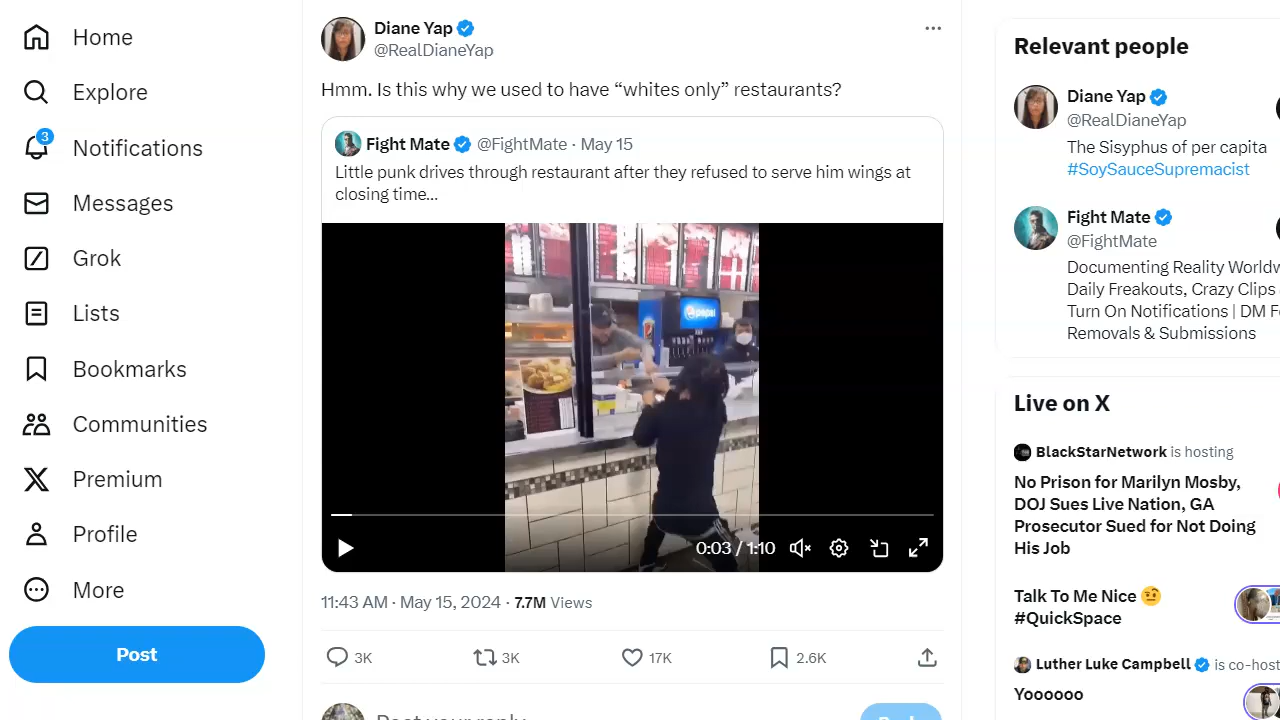 Home
Explore
3
Notifications
Messages
Grok
Lists
Bookmarks
Communities
Premium
Profile
More
Post
Diane Yap
@RealDianeYap
Hmm. Is this why we used to have “whites only” restaurants?
Fight Mate @FightMate · May 15
Little punk drives through restaurant after they refused to serve him wings at
closing time...
pepsi
0:03 / 1:10
11:43 AM · May 15, 2024 · 7.7M Views
3K 3K 17K 2.6K
Post your reply
Relevant people
Diane Yap
@RealDianeYap
The Sisyphus of per capita
#SoySauceSupremacist
Fight Mate
@FightMate
Documenting Reality Worldw
Daily Freakouts, Crazy Clips
Turn On Notifications | DM F
Removals & Submissions
Live on X
BlackStarNetwork is hosting
No Prison for Marilyn Mosby,
DOJ Sues Live Nation, GA
Prosecutor Sued for Not Doing
His Job
Talk To Me Nice 🤨
#QuickSpace
Luther Luke Campbell is co-host
Yoooooo